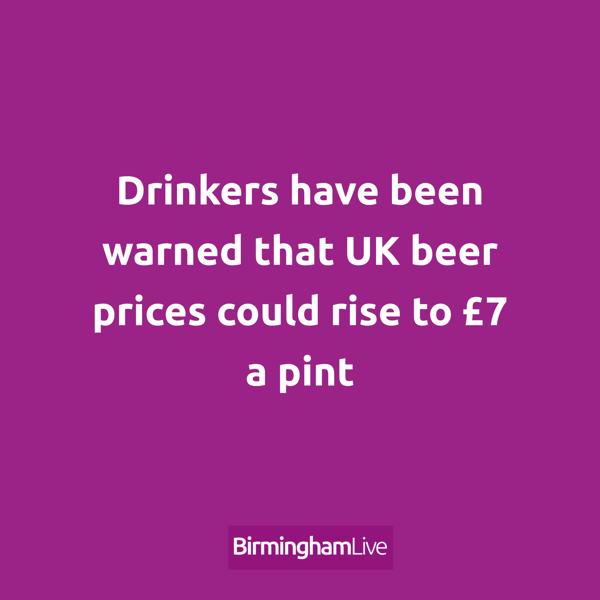 Drinkers have been
warned that UK beer
prices could rise to £7
a pint
BirminghamLive